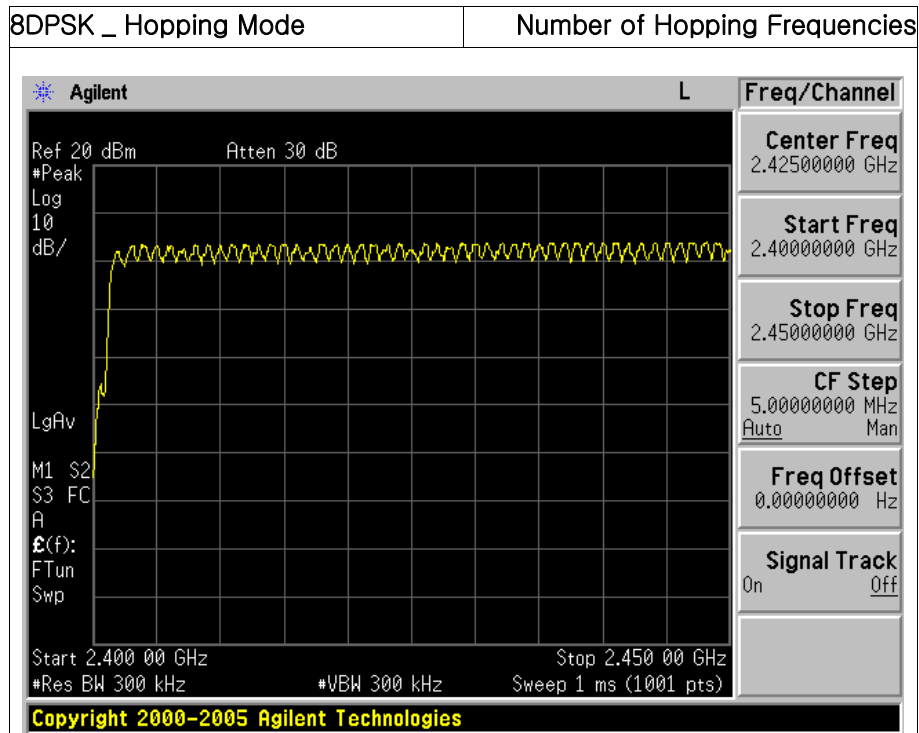 8DPSK _ Hopping Mode
Number of Hopping Frequencies
Agilent
L
Freq/Channel
Ref 20 dBm
Atten 30 dB
#Peak
Log
10
dB/
LgAv
M1 S2
S3 FC
A
£(f):
FTun
Swp
Start 2.400 00 GHz
Stop 2.450 00 GHz
#Res BW 300 kHz
#VBW 300 kHz
Sweep 1 ms (1001 pts)
Center Freq
2.42500000 GHz
Start Freq
2.40000000 GHz
Stop Freq
2.45000000 GHz
CF Step
5.00000000 MHz
Auto Man
Freq Offset
0.00000000 Hz
Signal Track
On Off
Copyright 2000-2005 Agilent Technologies